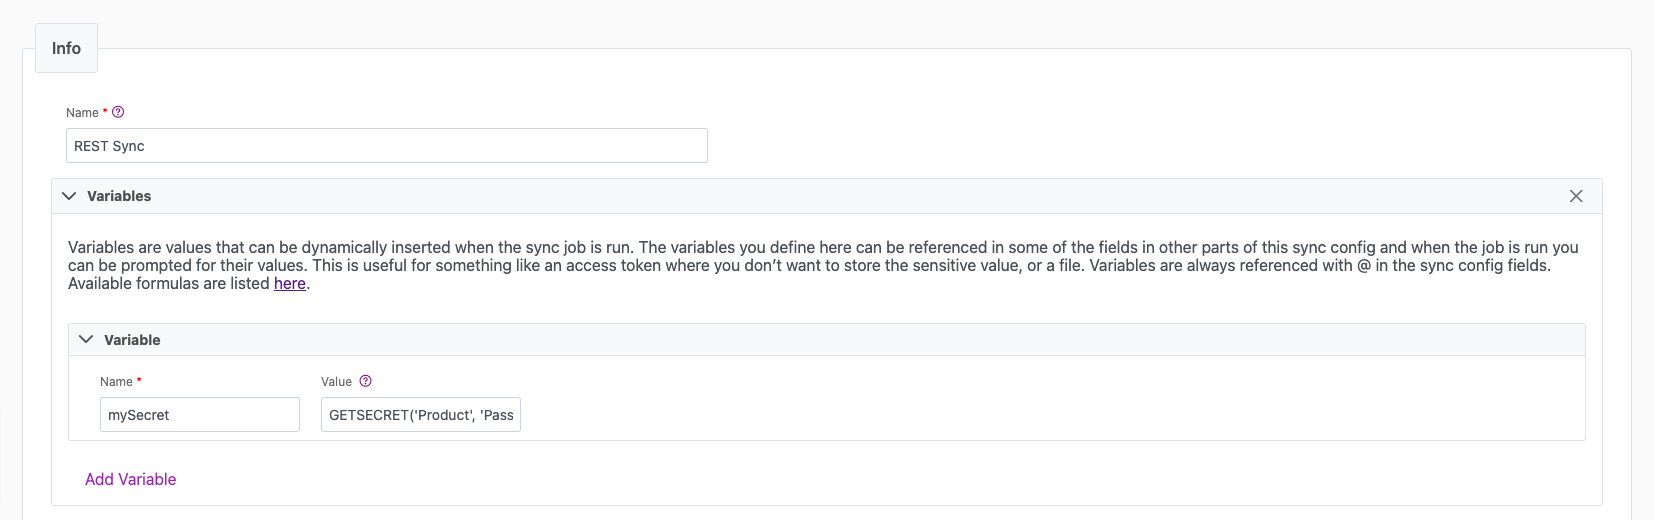 Info
Name *
REST Sync
Variables
Variables are values that can be dynamically inserted when the sync job is run. The variables you define here can be referenced in some of the fields in other parts of this sync config and when the job is run you
can be prompted for their values. This is useful for something like an access token where you don’t want to store the sensitive value, or a file. Variables are always referenced with @ in the sync config fields.
Available formulas are listed here.
Variable
Name * Value
mySecret GETSECRET('Product', 'Pass
Add Variable